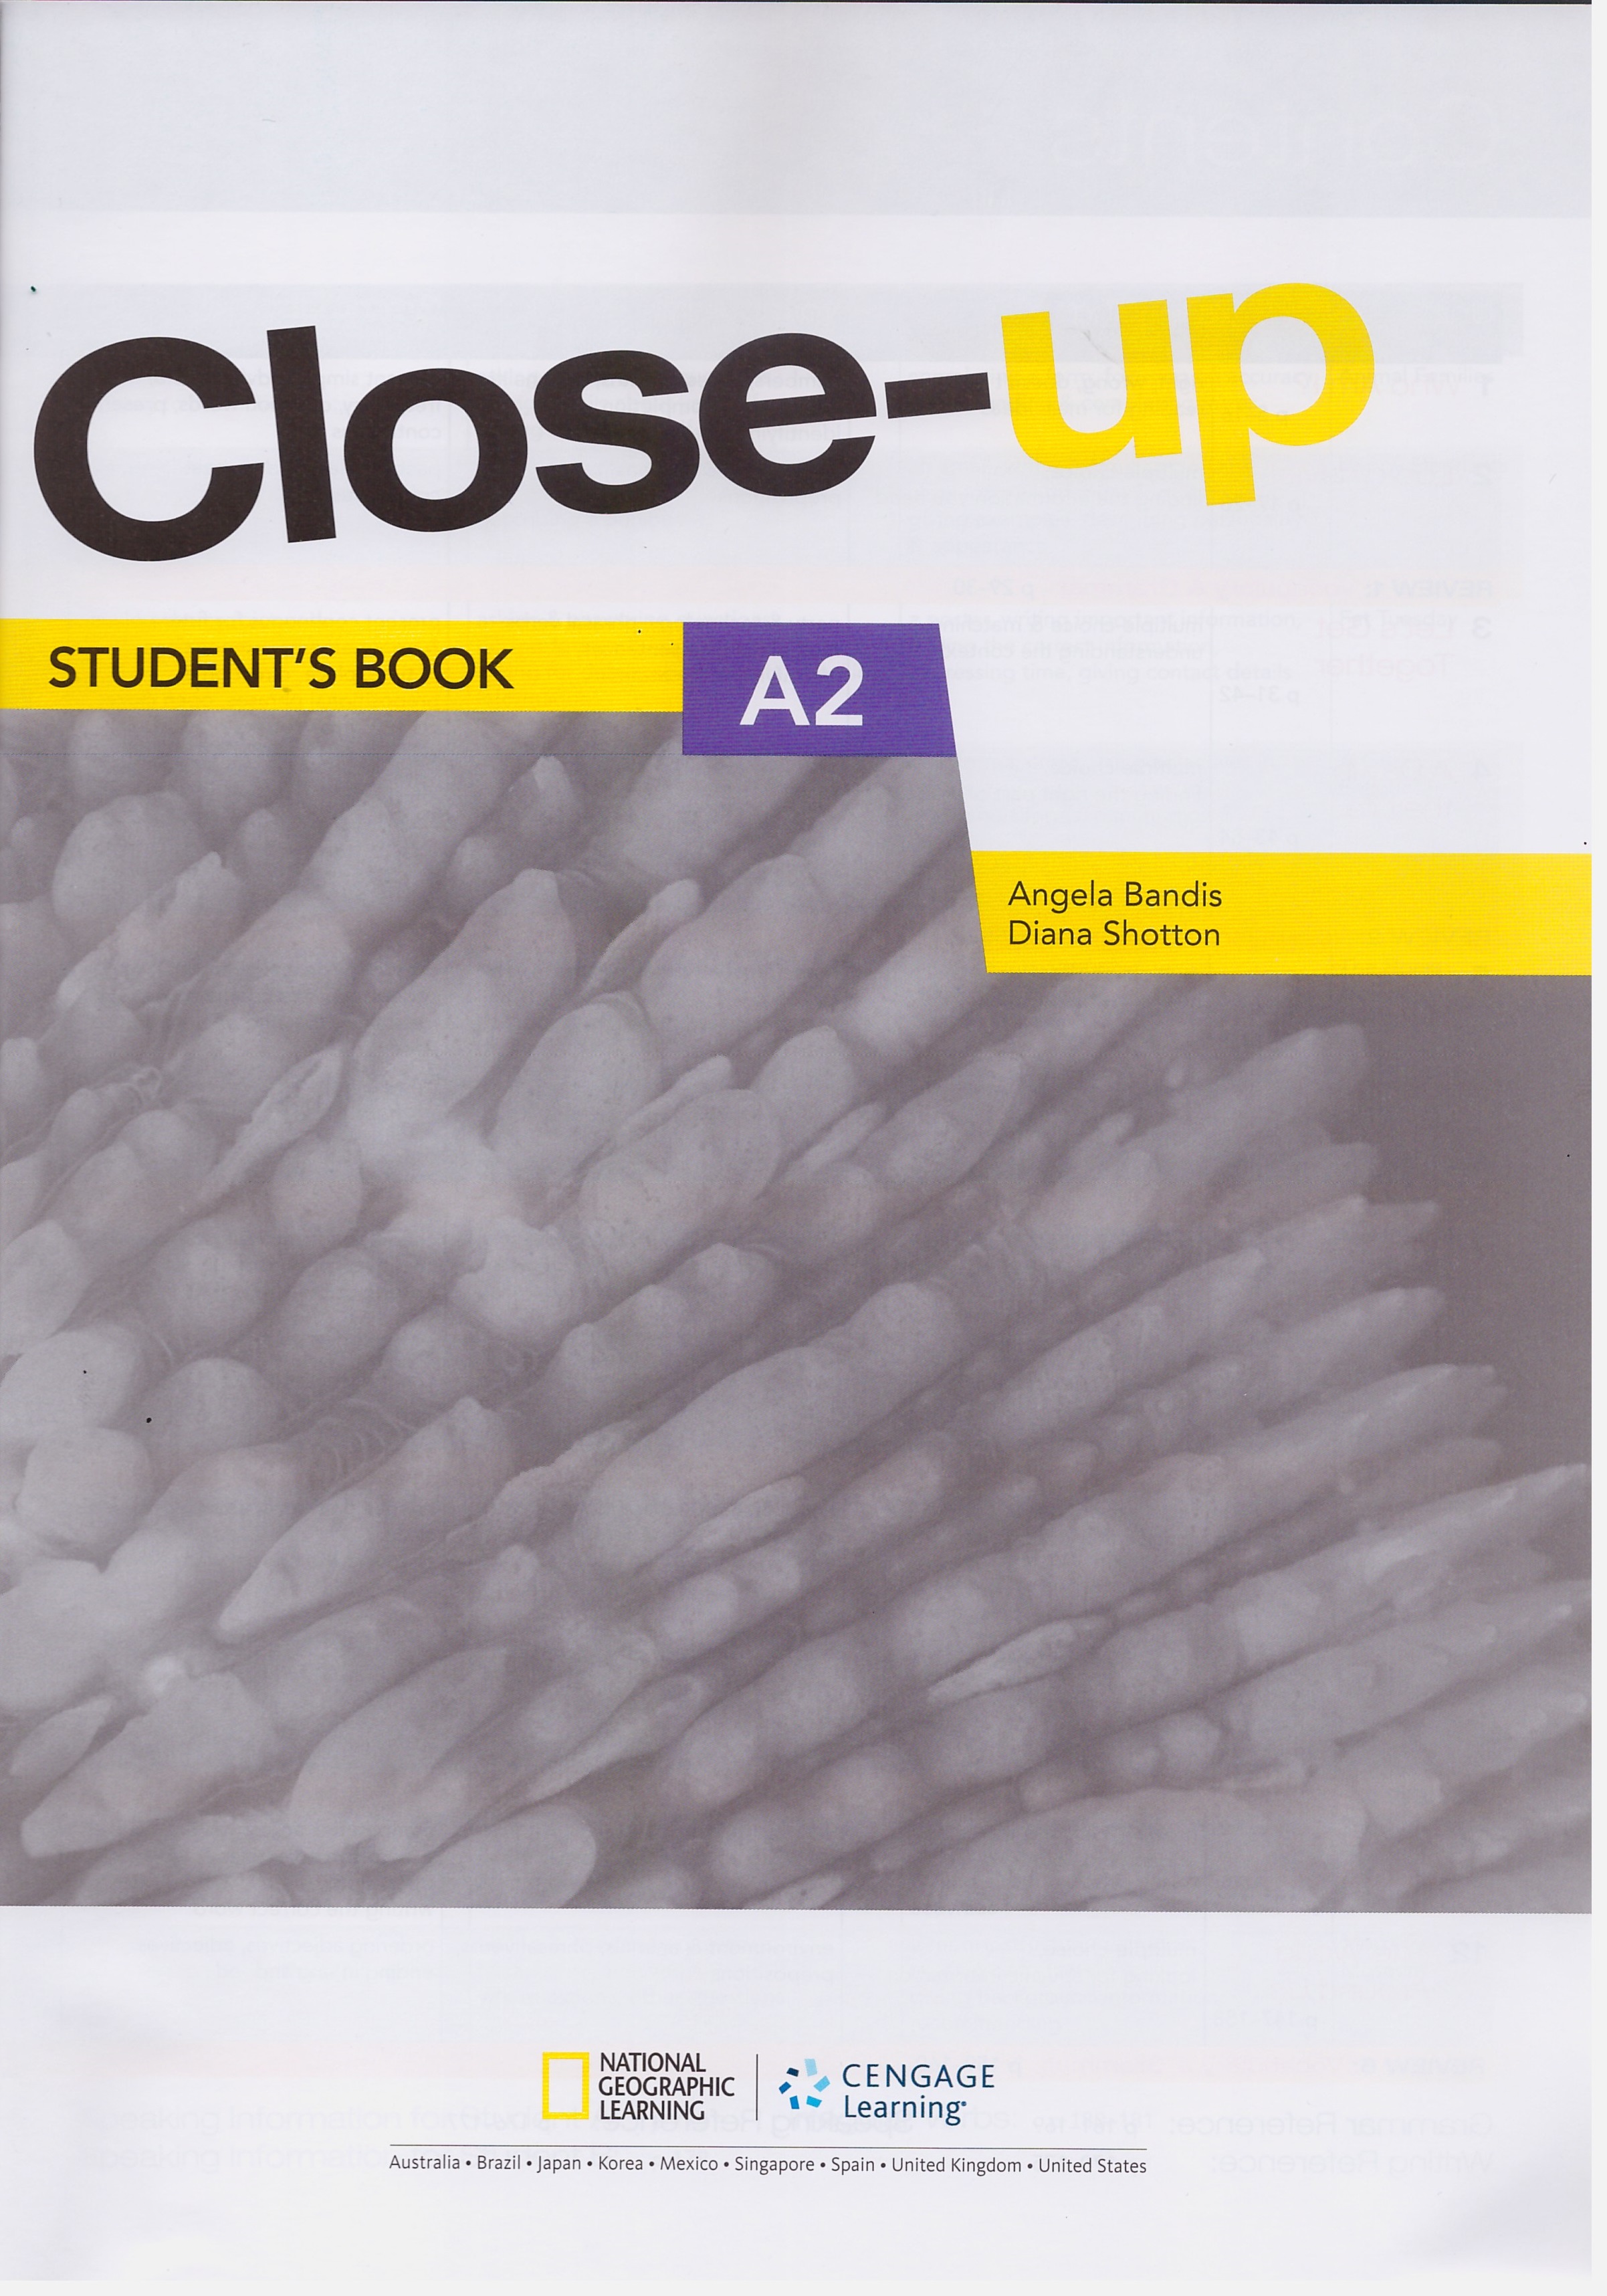 Close-up
STUDENT'S BOOK
A2
Angela Bandis
Diana Shotton
NATIONAL
GEOGRAPHIC
LEARNING
CENGAGE
Learning®
Australia • Brazil • Japan • Korea • Mexico • Singapore • Spain • United Kingdom • United States